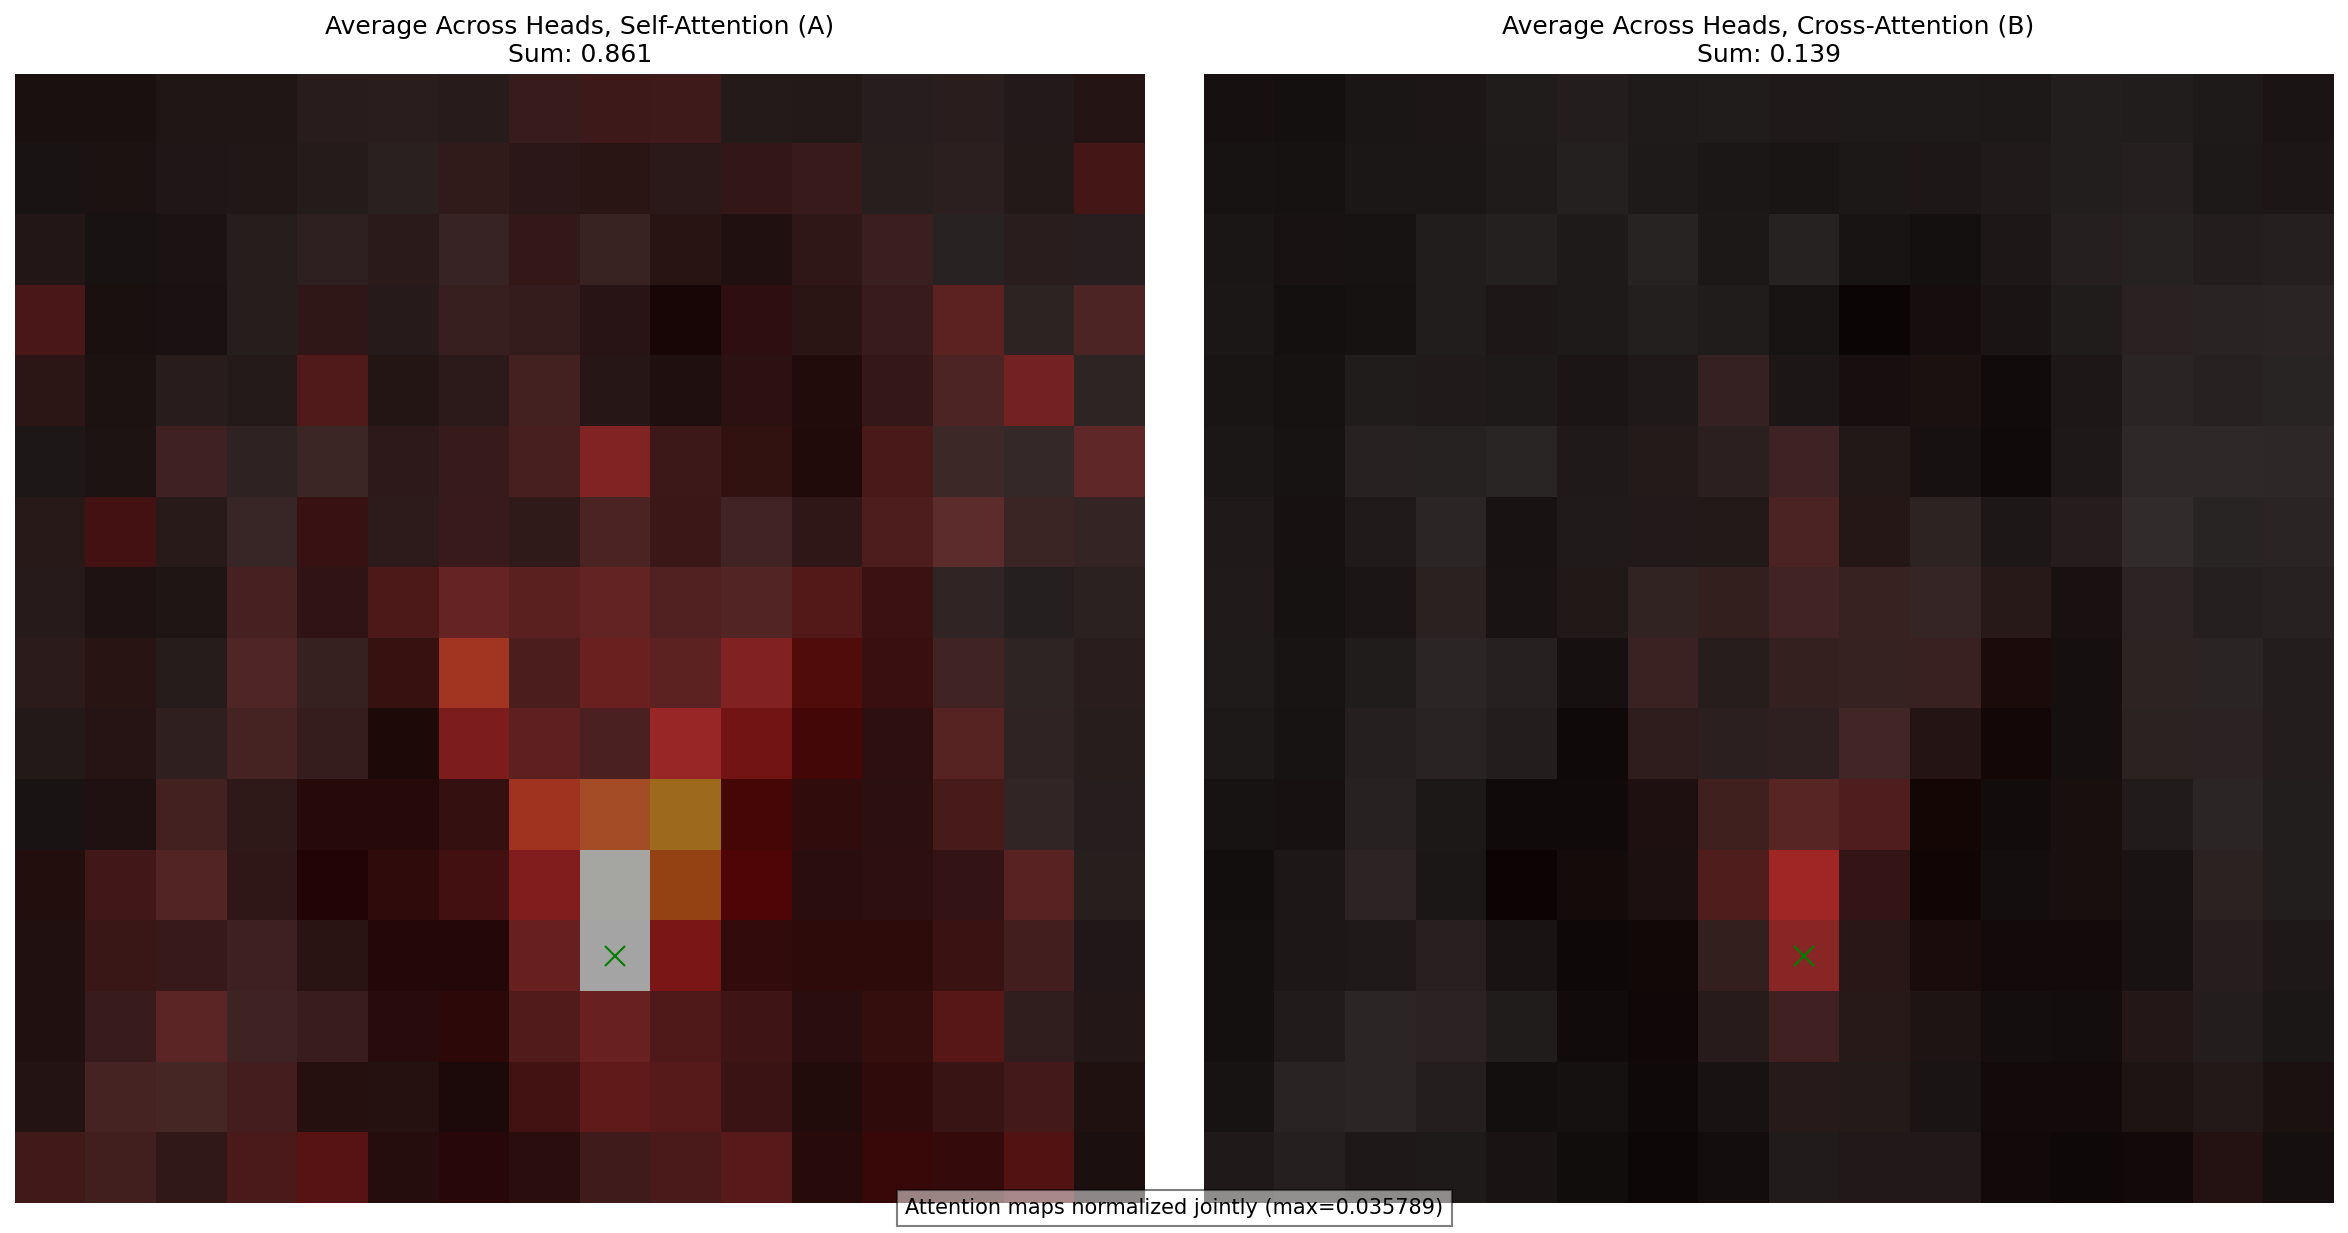 Average Across Heads, Self-Attention (A)
Sum: 0.861
Average Across Heads, Cross-Attention (B)
Sum: 0.139
Attention maps normalized jointly (max=0.035789)